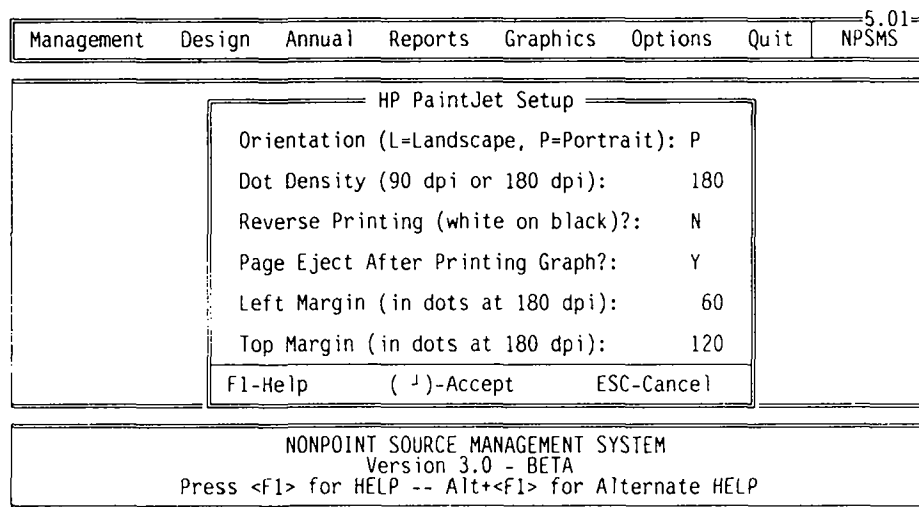 5.01
Management Design Annual Reports Graphics Options Quit NPSMS
HP PaintJet Setup
Orientation (L=Landscape, P=Portrait): P
Dot Density (90 dpi or 180 dpi): 180
Reverse Printing (white on black)?: N
Page Eject After Printing Graph?: Y
Left Margin (in dots at 180 dpi): 60
Top Margin (in dots at 180 dpi): 120
F1-Help (┘)-Accept ESC-Cancel
NONPOINT SOURCE MANAGEMENT SYSTEM
Version 3.0 - BETA
Press <F1> for HELP -- Alt+<F1> for Alternate HELP